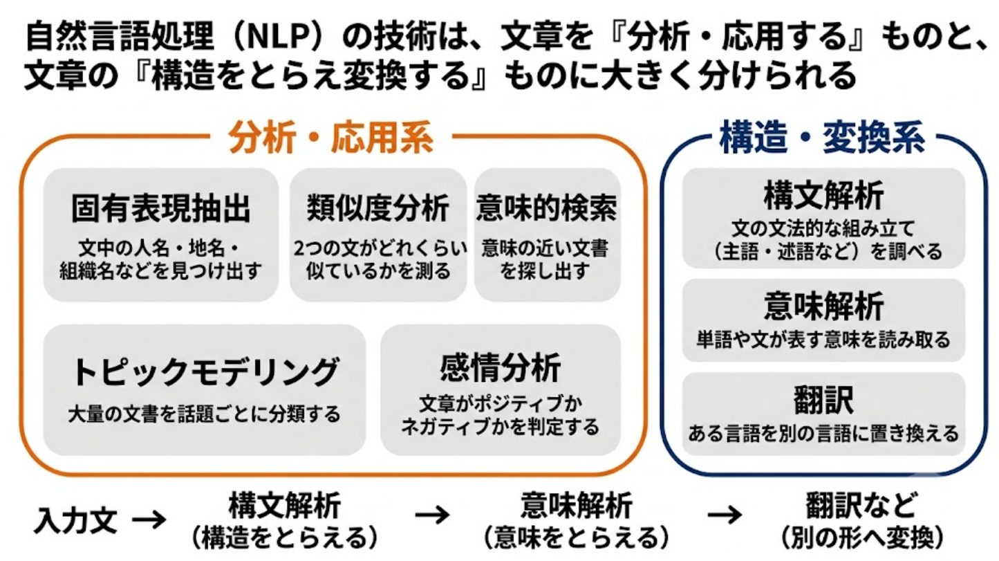 自然言語処理（NLP）の技術は、文章を『分析・応用する』ものと、
文章の『構造をとらえ変換する』ものに大きく分けられる
分析・応用系
固有表現抽出
文中の人名・地名・
組織名などを見つけ出す
類似度分析
2つの文がどれくらい
似ているかを測る
意味的検索
意味の近い文書
を探し出す
トピックモデリング
大量の文書を話題ごとに分類する
感情分析
文章がポジティブか
ネガティブかを判定する
構造・変換系
構文解析
文の文法的な組み立て
（主語・述語など）を調べる
意味解析
単語や文が表す意味を読み取る
翻訳
ある言語を別の言語に置き換える
入力文 → 構文解析 → 意味解析 → 翻訳など
（構造をとらえる） （意味をとらえる） （別の形へ変換）